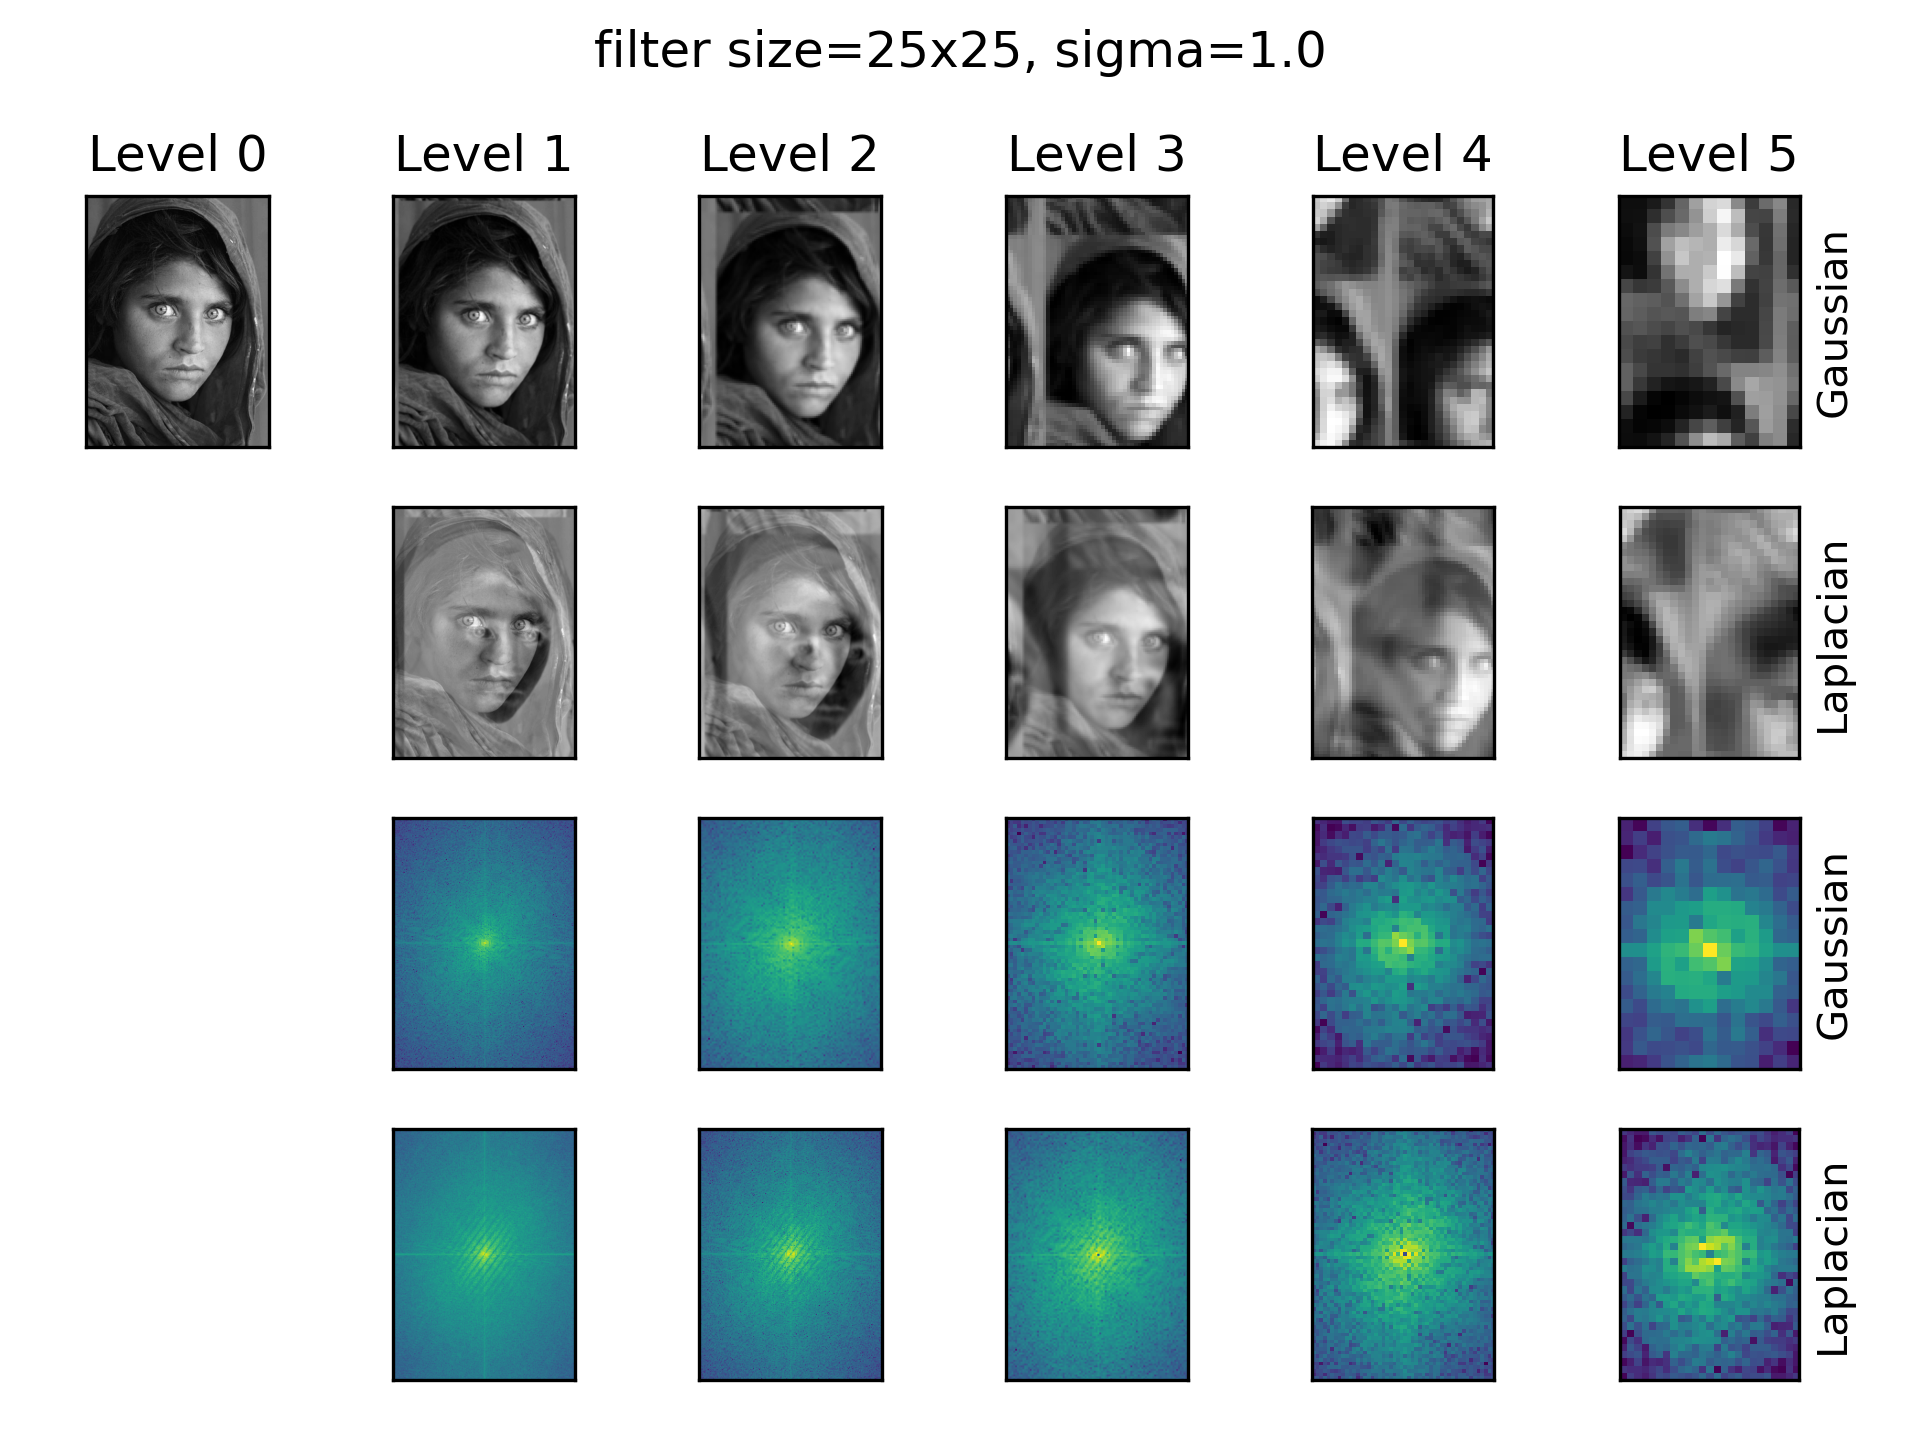 filter size=25x25, sigma=1.0
Level 0
Level 1
Level 2
Level 3
Level 4
Level 5
Gaussian
Laplacian
Gaussian
Laplacian